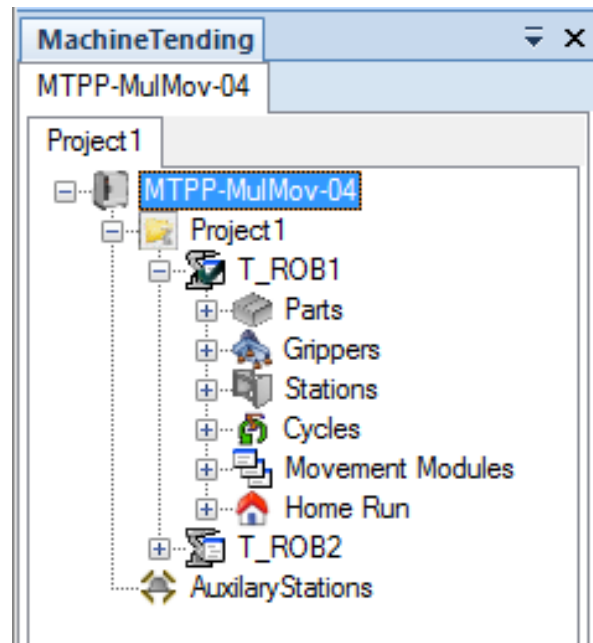 MachineTending
MTPP-MulMov-04
Project1
MTPP-MulMov-04
Project1
T_ROB1
Parts
Grippers
Stations
Cycles
Movement Modules
Home Run
T_ROB2
AuxilaryStations